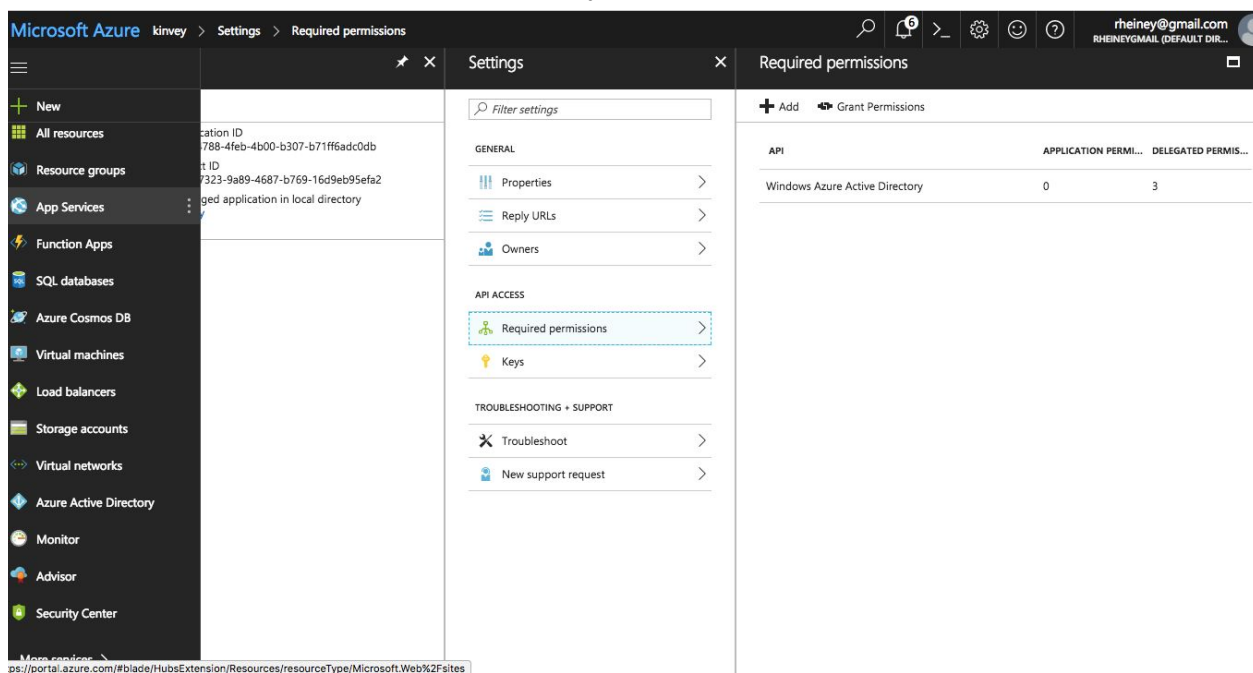 Microsoft Azure kinvey > Settings > Required permissions
6
rheiney@gmail.com
RHEINEYGMAIL (DEFAULT DIR...
New
All resources
Resource groups
App Services
Function Apps
SQL databases
Azure Cosmos DB
Virtual machines
Load balancers
Storage accounts
Virtual networks
Azure Active Directory
Monitor
Advisor
Security Center
More services >
cation ID
788-4feb-4b00-b307-b71ff6adc0db
t ID
7323-9a89-4687-b769-16d9eb95efa2
ged application in local directory
y
Settings
Filter settings
GENERAL
Properties
Reply URLs
Owners
API ACCESS
Required permissions
Keys
TROUBLESHOOTING + SUPPORT
Troubleshoot
New support request
Required permissions
Add Grant Permissions
API APPLICATION PERMI... DELEGATED PERMIS...
Windows Azure Active Directory 0 3
ps://portal.azure.com/#blade/HubsExtension/Resources/resourceType/Microsoft.Web%2Fsites